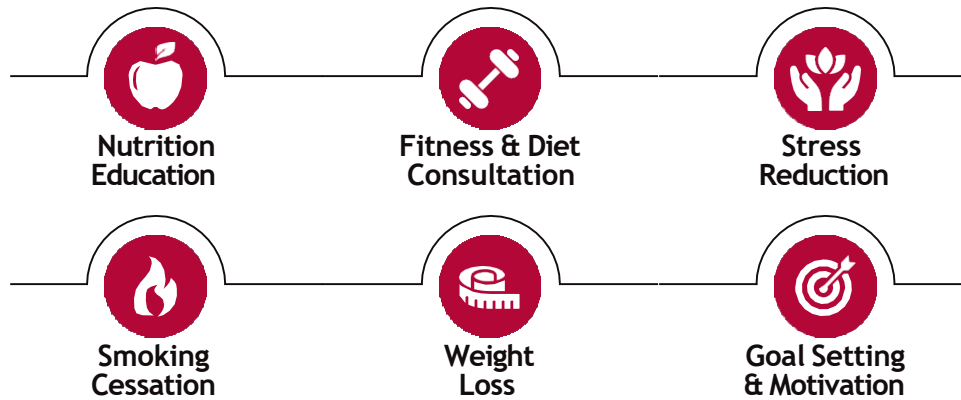 Nutrition
Education
Fitness & Diet
Consultation
Stress
Reduction
Smoking
Cessation
Weight
Loss
Goal Setting
& Motivation